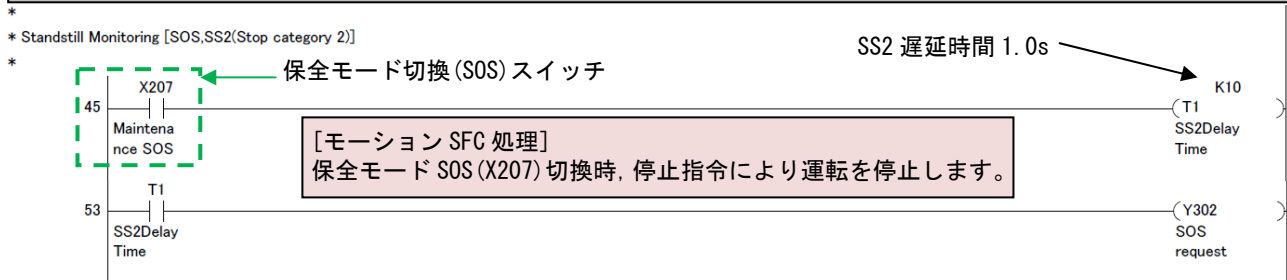 *
* Standstill Monitoring [SOS,SS2(Stop category 2)]
*
SS2 遅延時間 1.0s
保全モード切換(SOS)スイッチ
X207
K10
45
T1
Maintena
nce SOS
SS2Delay
Time
[モーション SFC 処理]
保全モード SOS(X207)切換時, 停止指令により運転を停止します。
T1
53
Y302
SS2Delay
Time
SOS
request